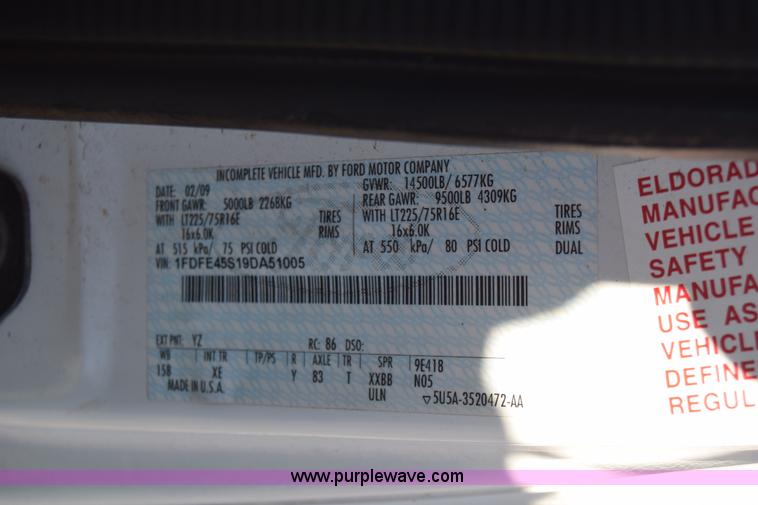 INCOMPLETE VEHICLE MFD. BY FORD MOTOR COMPANY
DATE: 02/09 GVWR: 14500LB/ 6577KG
FRONT GAWR: 5000LB 2268KG REAR GAWR: 9500LB 4309KG
WITH LT225/75R16E TIRES WITH LT225/75R16E TIRES
16x6.0K RIMS 16x6.0K RIMS
AT 515 kPa/ 75 PSI COLD AT 550 kPa/ 80 PSI COLD DUAL
VIN: 1FDFE45S19DA51005
EXT PNT: YZ RC: 86 DSO:
WB INT TR TP/PS R AXLE TR SPR 9E418
158 XE Y 83 T XXBB N05
MADE IN U.S.A. ULN ▽5U5A-3520472-AA
ELDORAD
MANUFAC
VEHICLE
SAFETY
MANUFA
USE AS
VEHICL
DEFINE
REGUL
www.purplewave.com